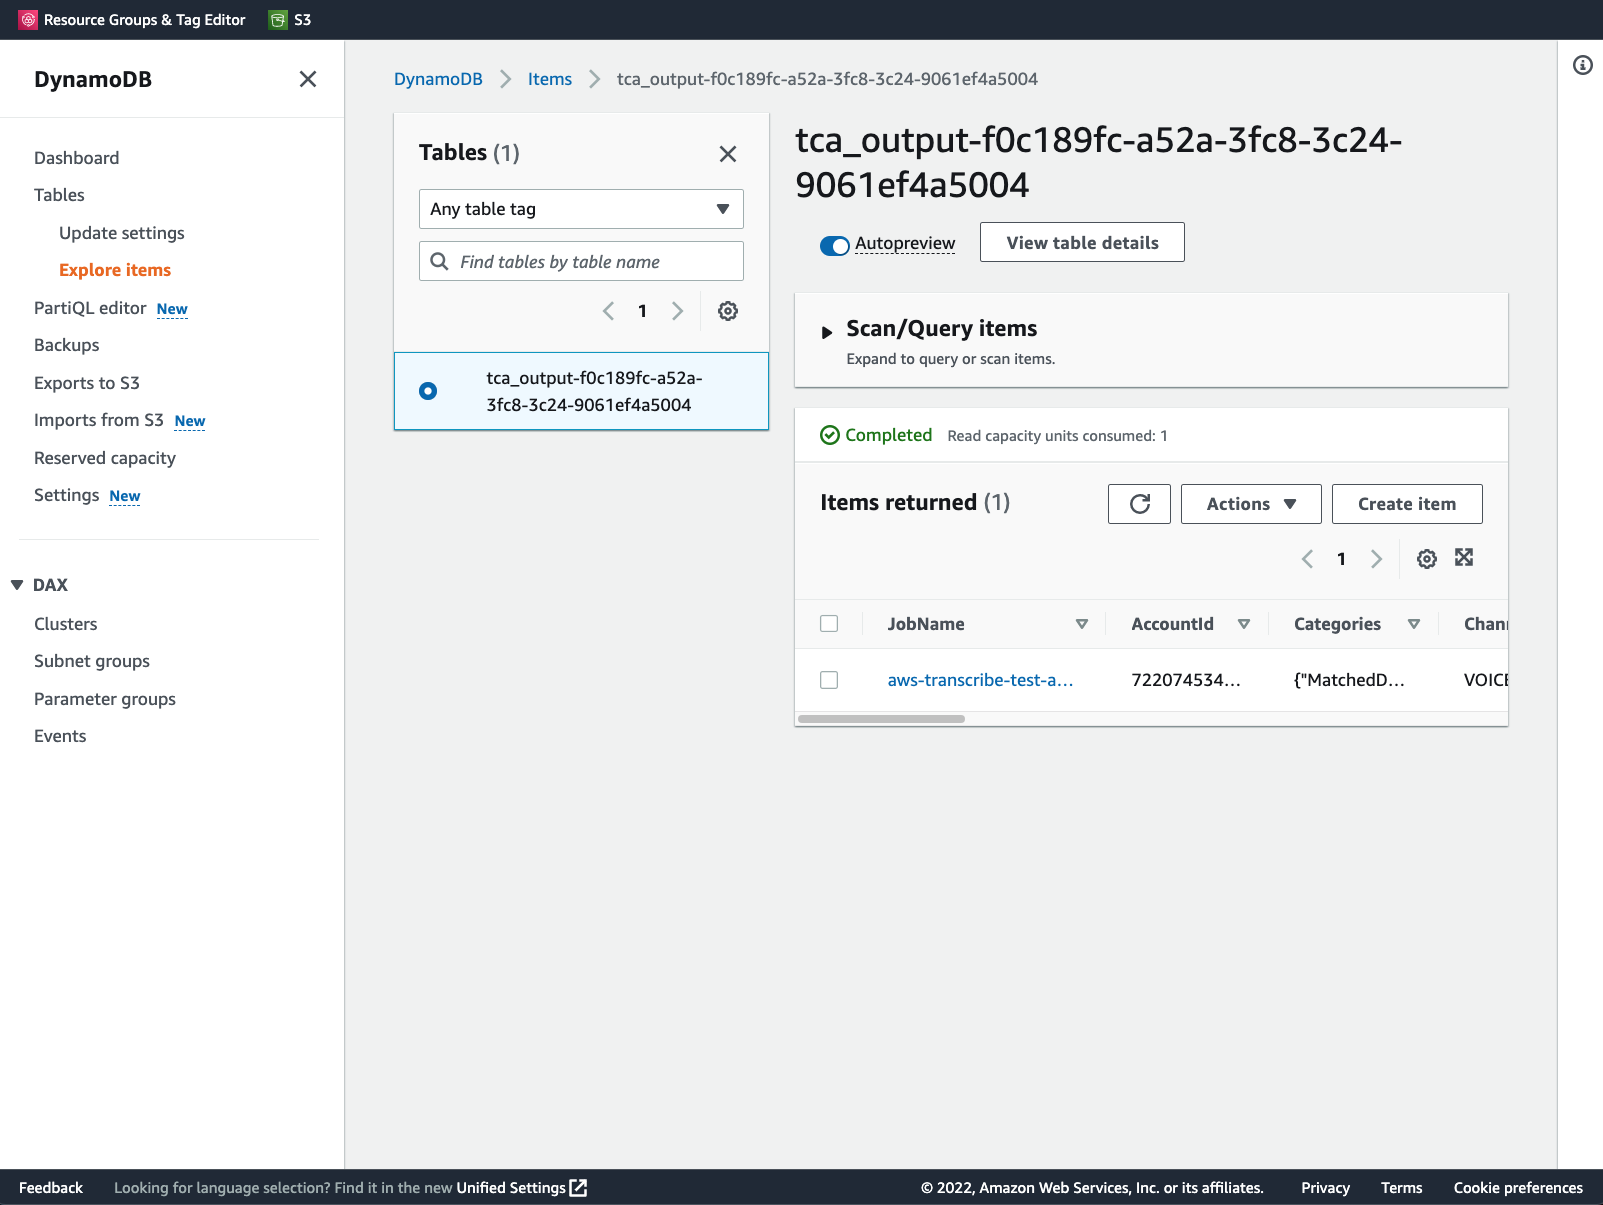 Resource Groups & Tag Editor S3
DynamoDB
Dashboard
Tables
Update settings
Explore items
PartiQL editor New
Backups
Exports to S3
Imports from S3 New
Reserved capacity
Settings New
DAX
Clusters
Subnet groups
Parameter groups
Events
DynamoDB Items tca_output-f0c189fc-a52a-3fc8-3c24-9061ef4a5004
Tables (1)
Any table tag
Find tables by table name
1
tca_output-f0c189fc-a52a-
3fc8-3c24-9061ef4a5004
tca_output-f0c189fc-a52a-3fc8-3c24-
9061ef4a5004
Autopreview View table details
Scan/Query items
Expand to query or scan items.
Completed Read capacity units consumed: 1
Items returned (1)
Actions Create item
1
JobName AccountId Categories Chan
aws-transcribe-test-a... 722074534... {"MatchedD... VOICE
Feedback Looking for language selection? Find it in the new Unified Settings © 2022, Amazon Web Services, Inc. or its affiliates. Privacy Terms Cookie preferences